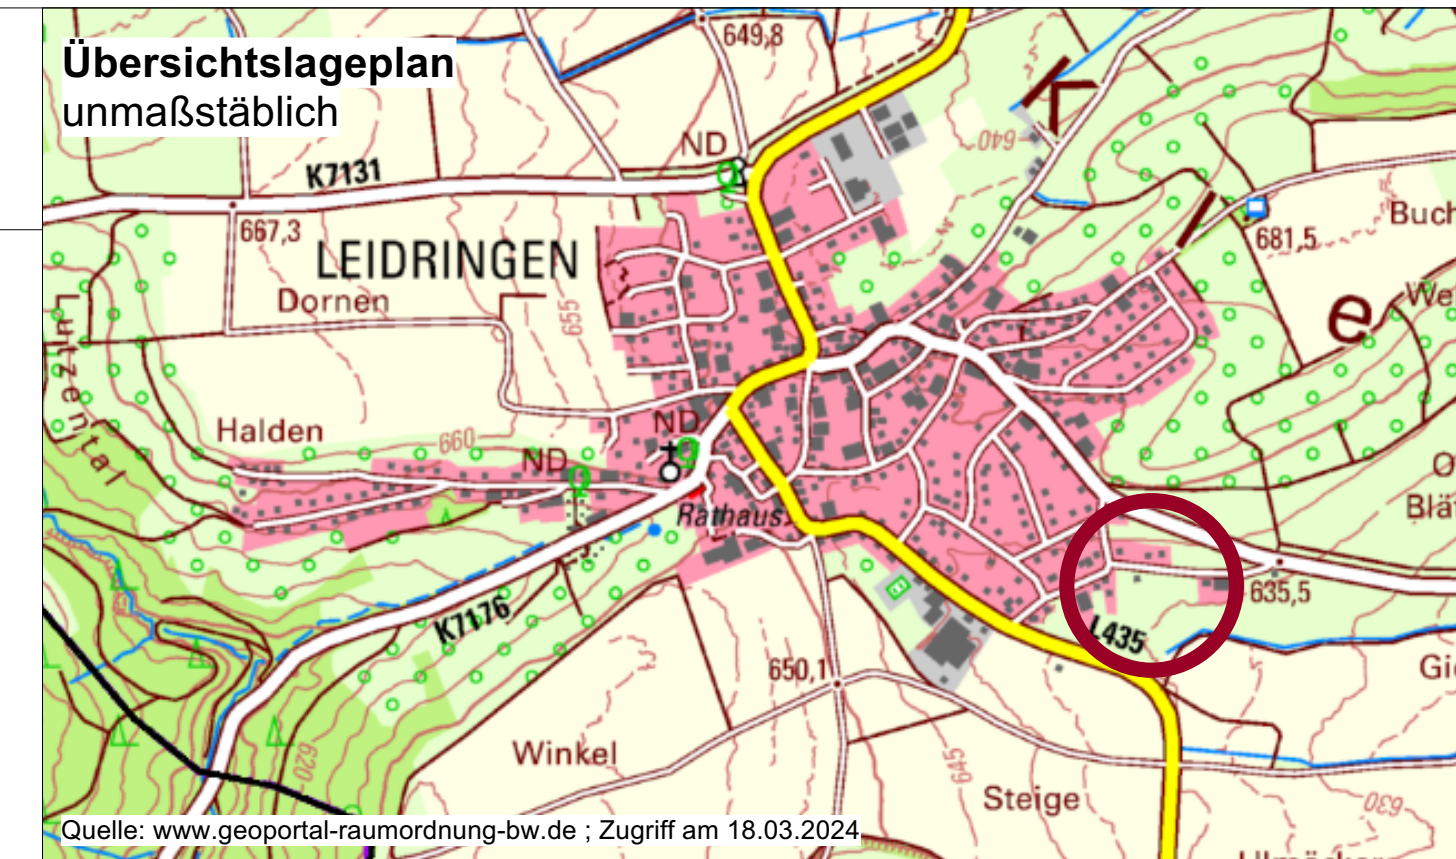 Übersichtslageplan
unmaßstäblich
649,8
ND
640
K7131
667,3
LEIDRINGEN
Dornen
655
K
I
e
681,5
Buch
Lutzental
Halden
660
ND
ND
Rathaus
K7176
L435
635,5
650,1
Winkel
620
645
Steige
630
Quelle: www.geoportal-raumordnung-bw.de ; Zugriff am 18.03.2024